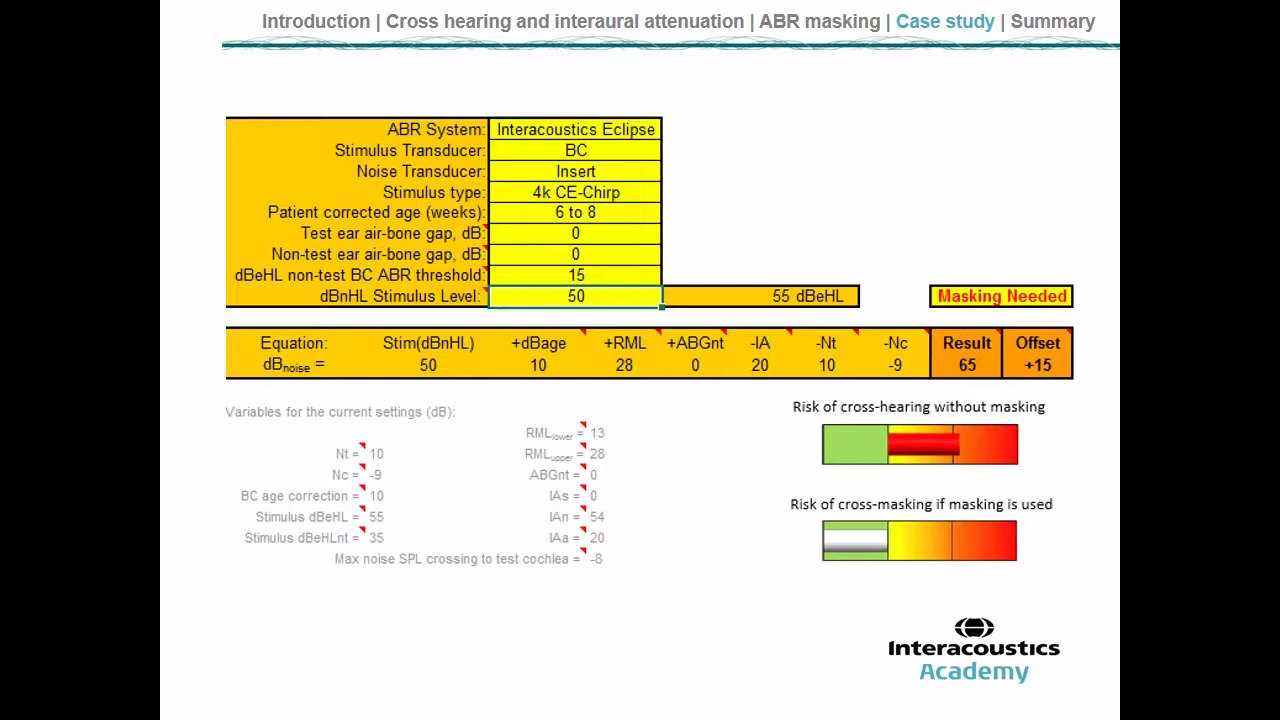 Introduction | Cross hearing and interaural attenuation | ABR masking | Case study | Summary
ABR System: Interacoustics Eclipse
Stimulus Transducer: BC
Noise Transducer: Insert
Stimulus type: 4k CE-Chirp
Patient corrected age (weeks): 6 to 8
Test ear air-bone gap, dB: 0
Non-test ear air-bone gap, dB: 0
dBeHL non-test BC ABR threshold: 15
dBnHL Stimulus Level: 50 55 dBeHL Masking Needed
Equation: Stim(dBnHL) +dBage +RML +ABGnt -IA -Nt -Nc Result Offset
dBnoise = 50 10 28 0 20 10 -9 65 +15
Variables for the current settings (dB):
RMLlower = 13
Nt = 10 RMLupper = 28
Nc = -9 ABGnt = 0
BC age correction = 10 IAs = 0
Stimulus dBeHL = 55 IAn = 54
Stimulus dBeHLnt = 35 IAa = 20
Max noise SPL crossing to test cochlea = -8
Risk of cross-hearing without masking
Risk of cross-masking if masking is used
Interacoustics
Academy